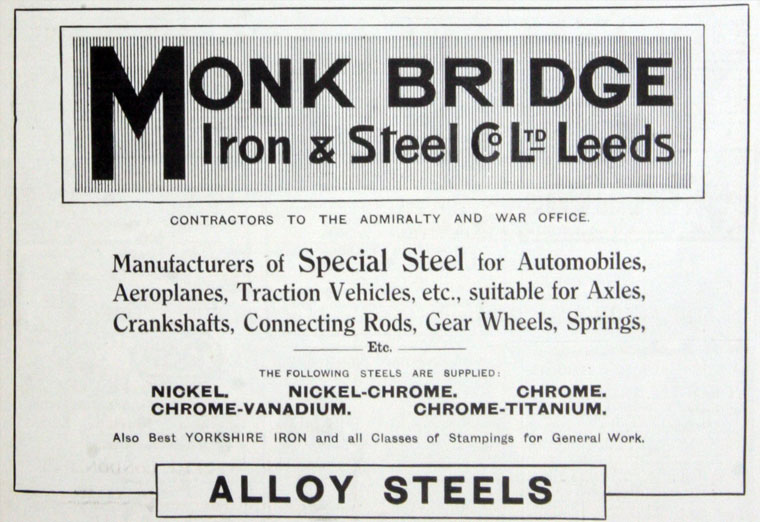 MONK BRIDGE
Iron & Steel Co LTD Leeds
CONTRACTORS TO THE ADMIRALTY AND WAR OFFICE.
Manufacturers of Special Steel for Automobiles,
Aeroplanes, Traction Vehicles, etc., suitable for Axles,
Crankshafts, Connecting Rods, Gear Wheels, Springs,
Etc.
THE FOLLOWING STEELS ARE SUPPLIED:
NICKEL. NICKEL-CHROME. CHROME.
CHROME-VANADIUM. CHROME-TITANIUM.
Also Best YORKSHIRE IRON and all Classes of Stampings for General Work.
ALLOY STEELS